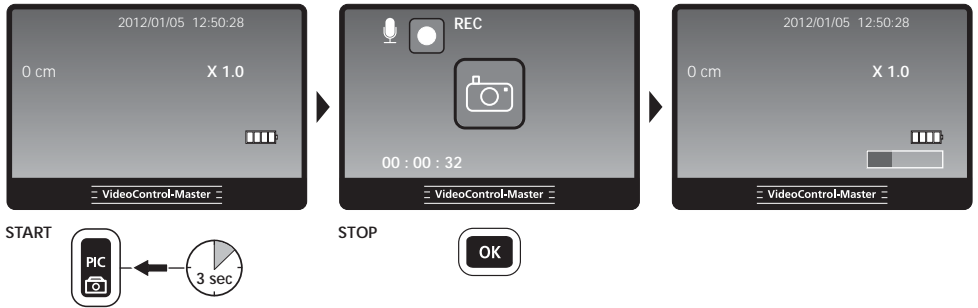 2012/01/05 12:50:28
0 cm X 1.0
VideoControl-Master
REC
00 : 00 : 32
VideoControl-Master
2012/01/05 12:50:28
0 cm X 1.0
VideoControl-Master
START
PIC
3 sec
STOP
OK